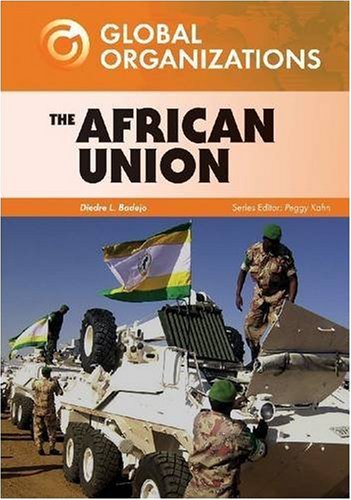 GLOBAL
ORGANIZATIONS
THE AFRICAN
UNION
Diedre L. Badejo
Series Editor: Peggy Kahn